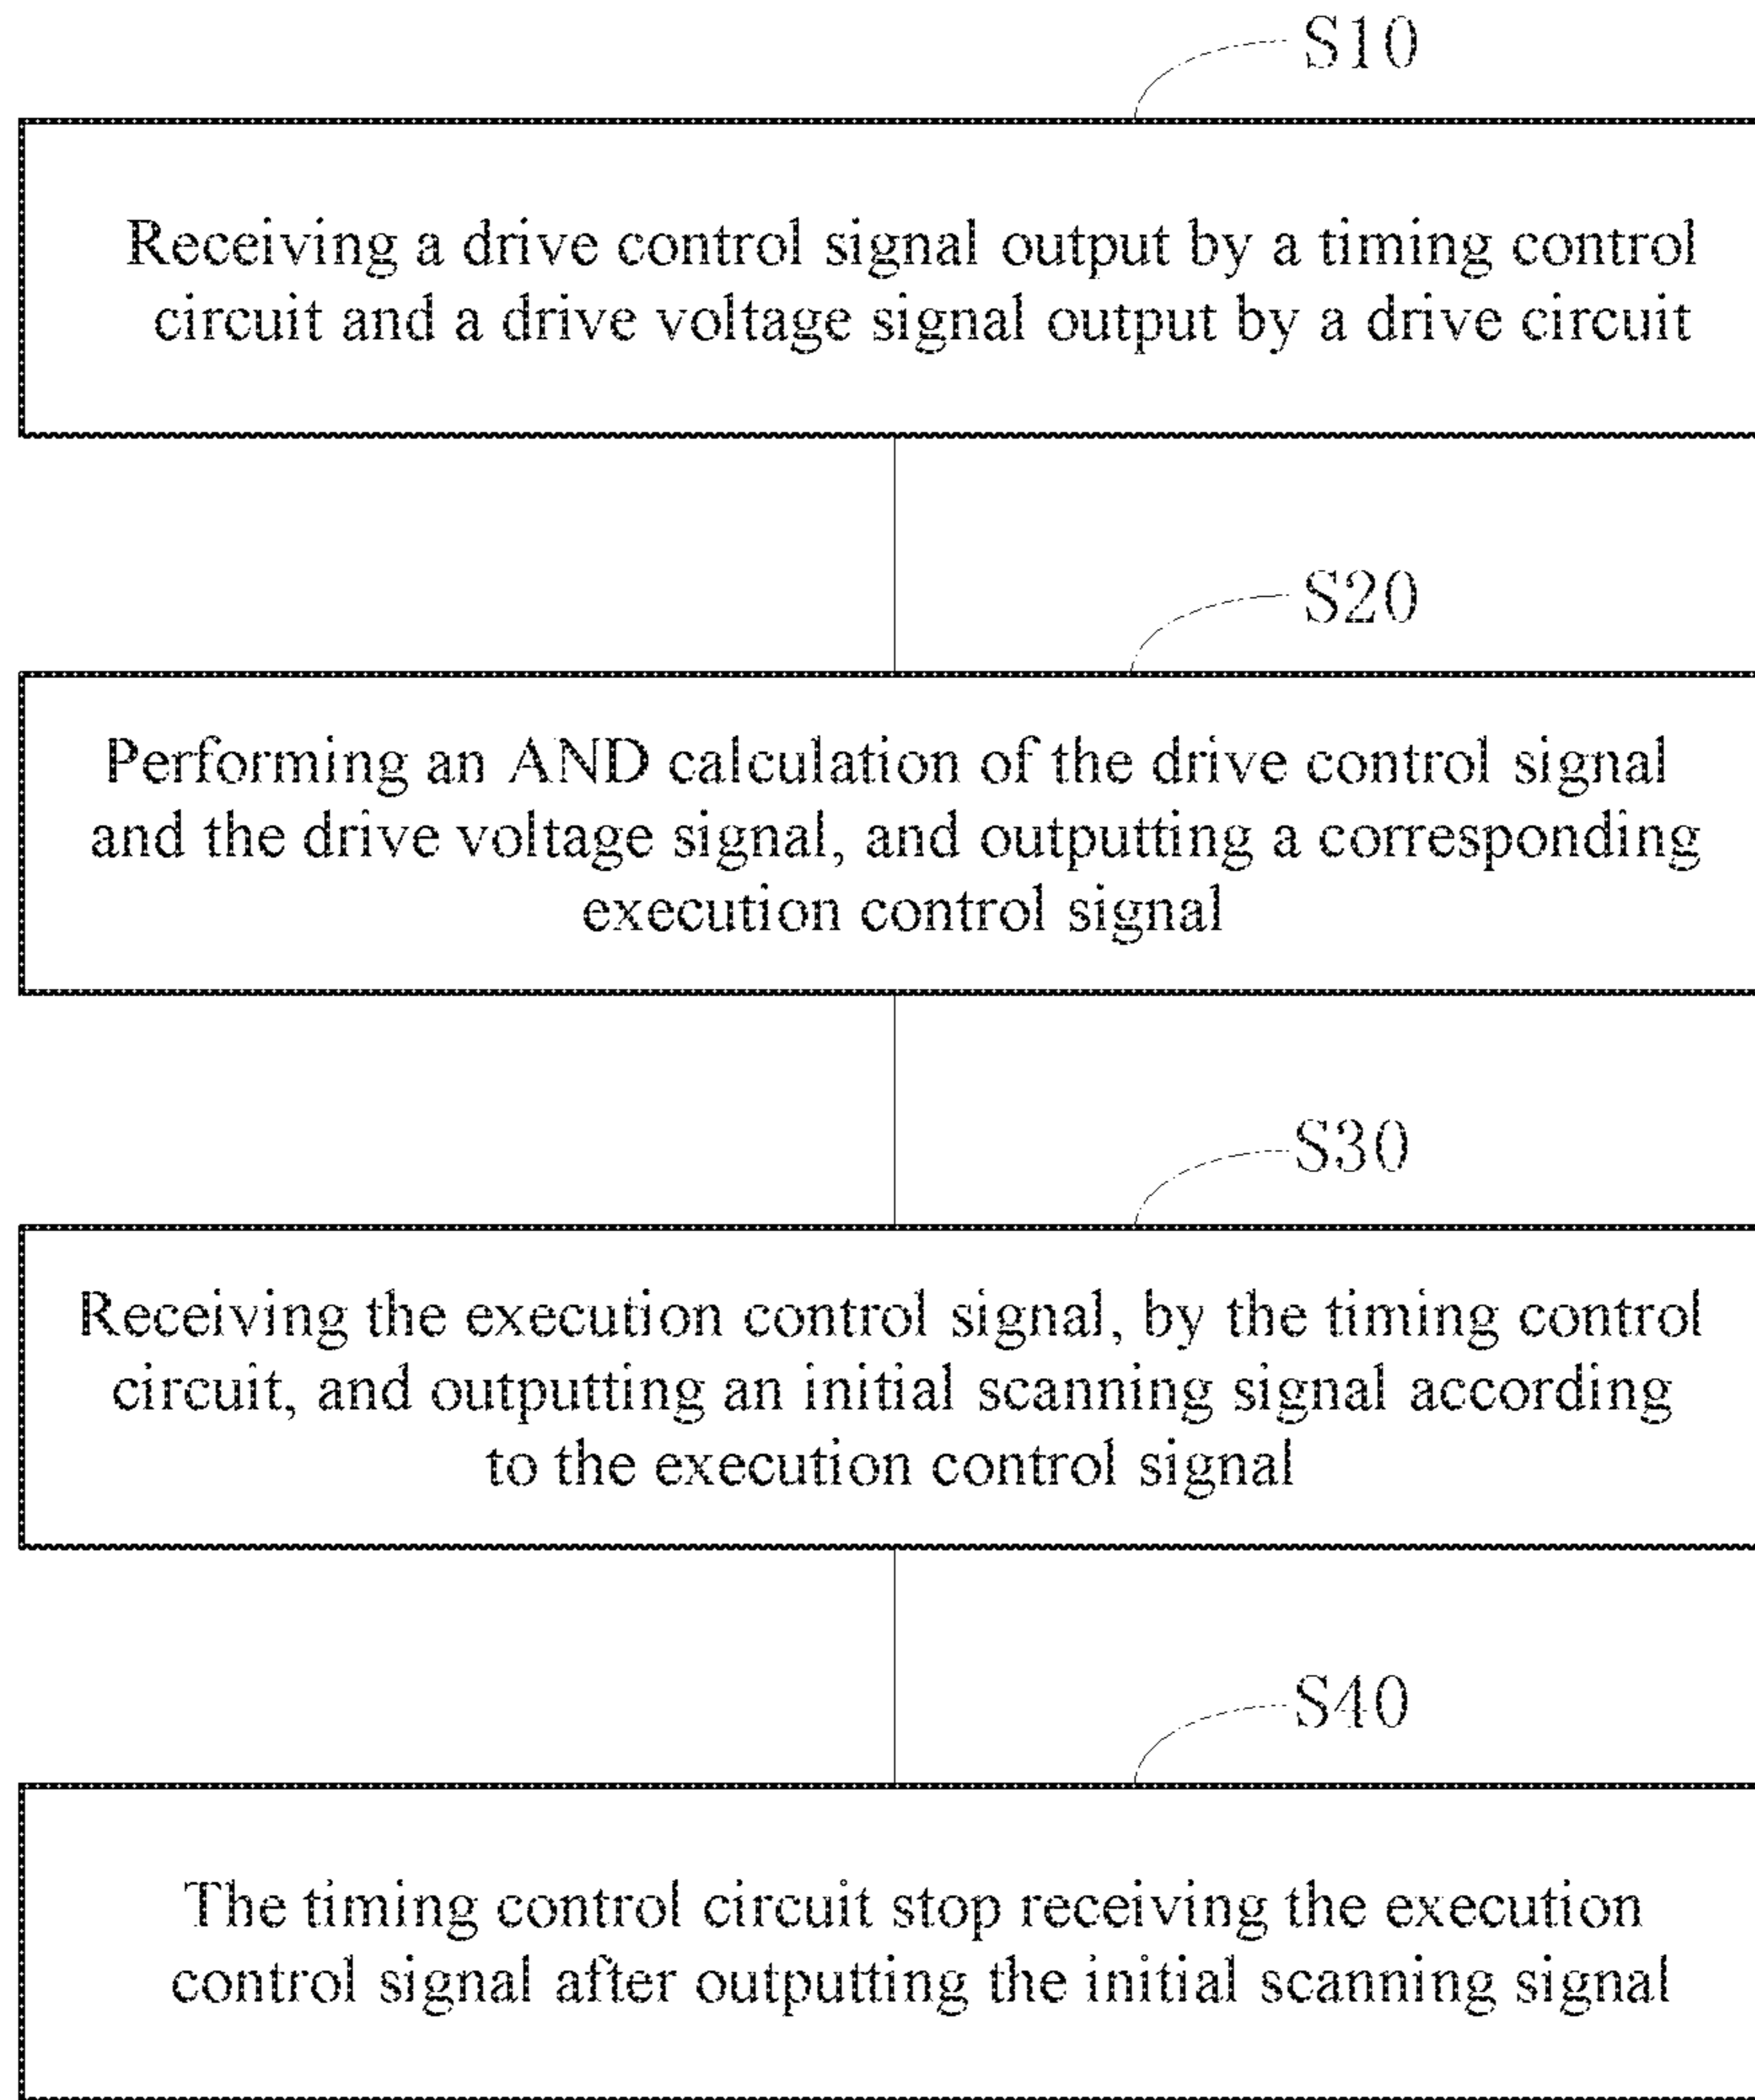 S10
Receiving a drive control signal output by a timing control
circuit and a drive voltage signal output by a drive circuit
S20
Performing an AND calculation of the drive control signal
and the drive voltage signal, and outputting a corresponding
execution control signal
S30
Receiving the execution control signal, by the timing control
circuit, and outputting an initial scanning signal according
to the execution control signal
S40
The timing control circuit stop receiving the execution
control signal after outputting the initial scanning signal